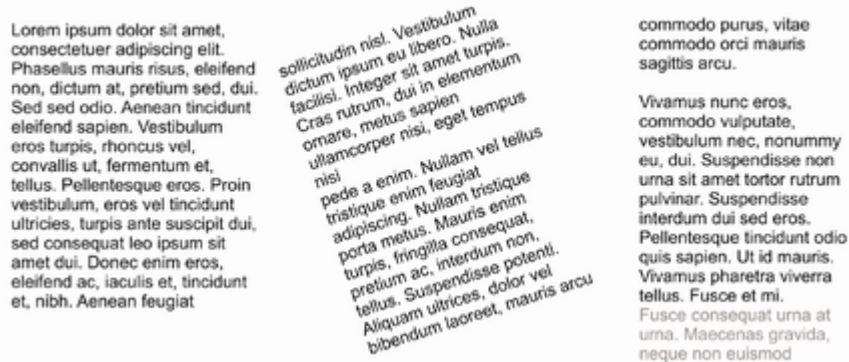 Lorem ipsum dolor sit amet,
consectetuer adipiscing elit.
Phasellus mauris risus, eleifend
non, dictum at, pretium sed, dui.
Sed sed odio. Aenean tincidunt
eleifend sapien. Vestibulum
eros turpis, rhoncus vel,
convallis ut, fermentum et,
tellus. Pellentesque eros. Proin
vestibulum, eros vel tincidunt
ultricies, turpis ante suscipit dui,
sed consequat leo ipsum sit
amet dui. Donec enim eros,
eleifend ac, iaculis et, tincidunt
et, nibh. Aenean feugiat
sollicitudin nisl. Vestibulum
dictum ipsum eu libero. Nulla
facilisi. Integer sit amet turpis.
Cras rutrum, dui in elementum
ornare, metus sapien
ullamcorper nisi, eget tempus
nisi
pede a enim. Nullam vel tellus
tristique enim feugiat
adipiscing. Nullam tristique
porta metus. Mauris enim
turpis, fringilla consequat,
pretium ac, interdum non,
tellus. Suspendisse potenti.
Aliquam ultrices, dolor vel
bibendum laoreet, mauris arcu
commodo purus, vitae
commodo orci mauris
sagittis arcu.
Vivamus nunc eros,
commodo vulputate,
vestibulum nec, nonummy
eu, dui. Suspendisse non
urna sit amet tortor rutrum
pulvinar. Suspendisse
interdum dui sed eros.
Pellentesque tincidunt odio
quis sapien. Ut id mauris.
Vivamus pharetra viverra
tellus. Fusce et mi.
Fusce consequat urna at
urna. Maecenas gravida,
neque non euismod